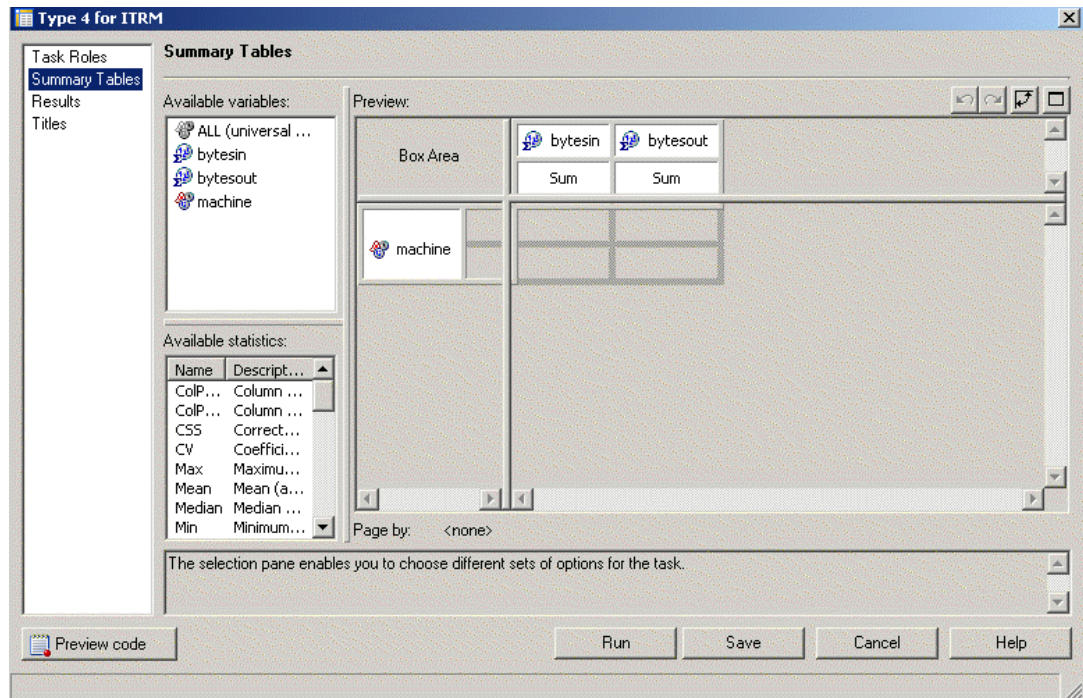 Type 4 for ITRM
Task Roles
Summary Tables
Results
Titles
Summary Tables
Available variables:
ALL (universal ...
bytesin
bytesout
machine
Available statistics:
Name Descript...
ColP... Column ...
ColP... Column ...
CSS Correct...
CV Coeffici...
Max Maximu...
Mean Mean (a...
Median Median ...
Min Minimum...
Preview:
Box Area
bytesin bytesout
Sum Sum
machine
Page by: <none>
The selection pane enables you to choose different sets of options for the task.
Preview code
Run Save Cancel Help